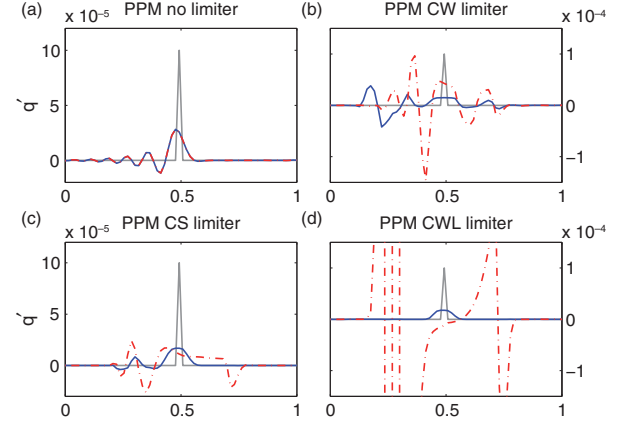 (a) x 10⁻⁵ PPM no limiter
10
5
0
q′
0 0.5 1
(b) PPM CW limiter x 10⁻⁴
1
0
−1
0 0.5 1
(c) x 10⁻⁵ PPM CS limiter
10
5
0
q′
0 0.5 1
(d) PPM CWL limiter x 10⁻⁴
1
0
−1
0 0.5 1